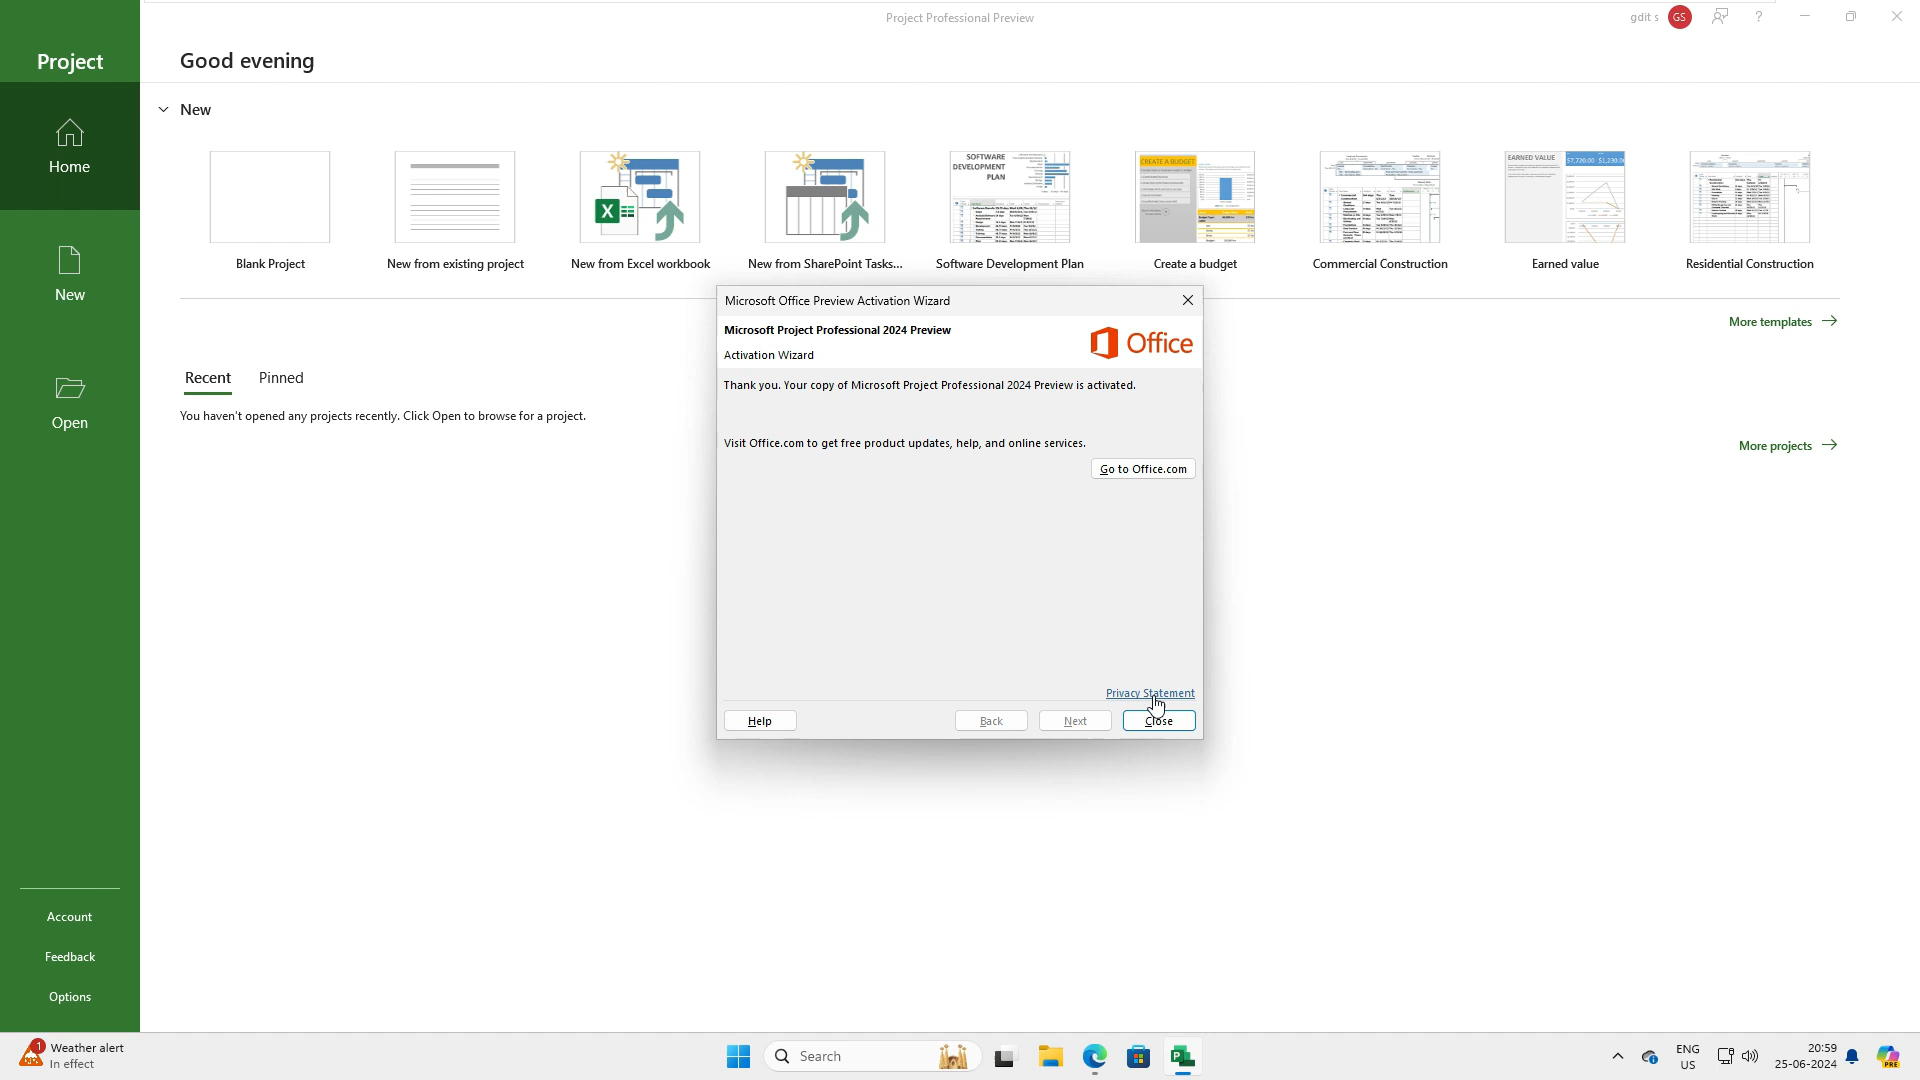 Project Professional Preview
gdit s
GS
?
Project
Good evening
New
Home
New
Open
SOFTWARE
DEVELOPMENT
PLAN
CREATE A BUDGET
EARNED VALUE
Blank Project
New from existing project
New from Excel workbook
New from SharePoint Tasks...
Software Development Plan
Create a budget
Commercial Construction
Earned value
Residential Construction
More templates
Recent
Pinned
You haven't opened any projects recently. Click Open to browse for a project.
More projects
Microsoft Office Preview Activation Wizard
Microsoft Project Professional 2024 Preview
Activation Wizard
Office
Thank you. Your copy of Microsoft Project Professional 2024 Preview is activated.
Visit Office.com to get free product updates, help, and online services.
Go to Office.com
Privacy Statement
Help
Back
Next
Close
Account
Feedback
Options
1
Weather alert
In effect
Search
ENG
US
20:59
25-06-2024
PRE